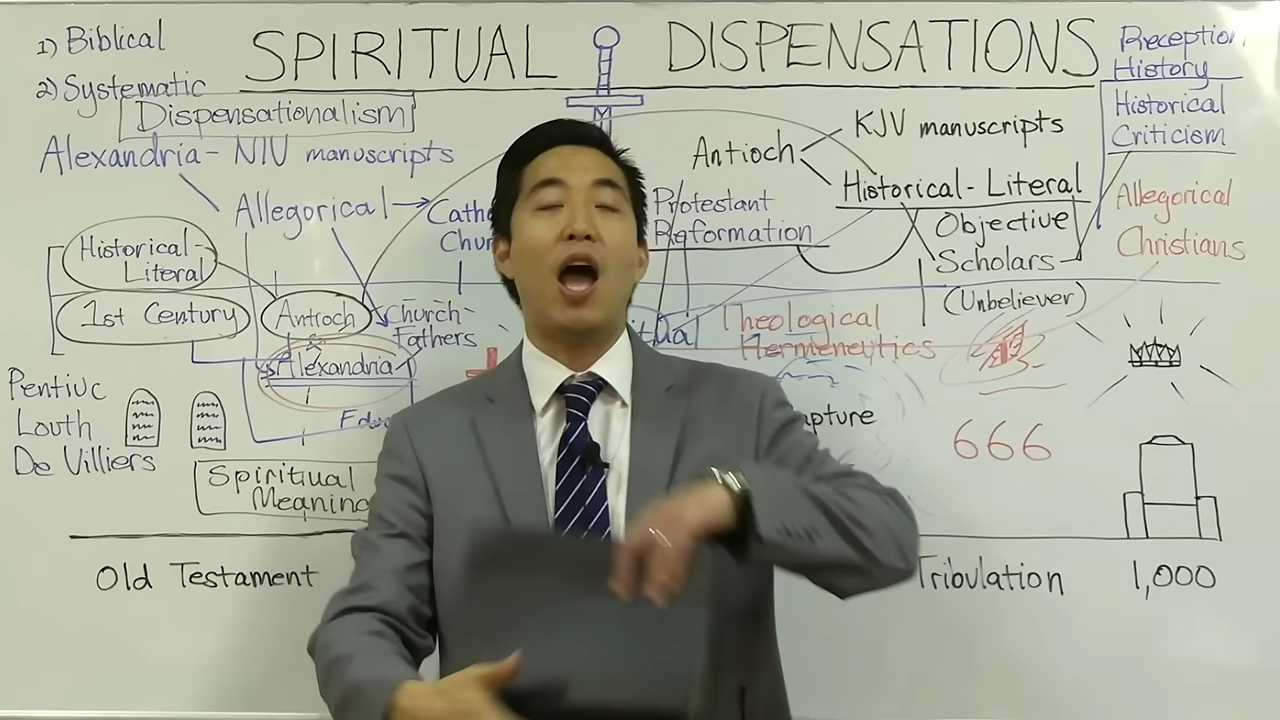 1) Biblical
2) Systematic
Dispensationalism
SPIRITUAL DISPENSATIONS
Reception
History
Historical
Criticism
Alexandria - NIV manuscripts
Allegorical
Antioch
KJV manuscripts
Historical - Literal
Protestant
Reformation
Objective
Scholars
(Unbeliever)
Allegorical
Christians
Historical-
Literal
1st Century
Antioch
Church
Fathers
Alexandria
Theological
Hermeneutics
Pentiuc
Louth
De Villiers
Spiritual
Meaning
666
Old Testament
Tribulation
1,000